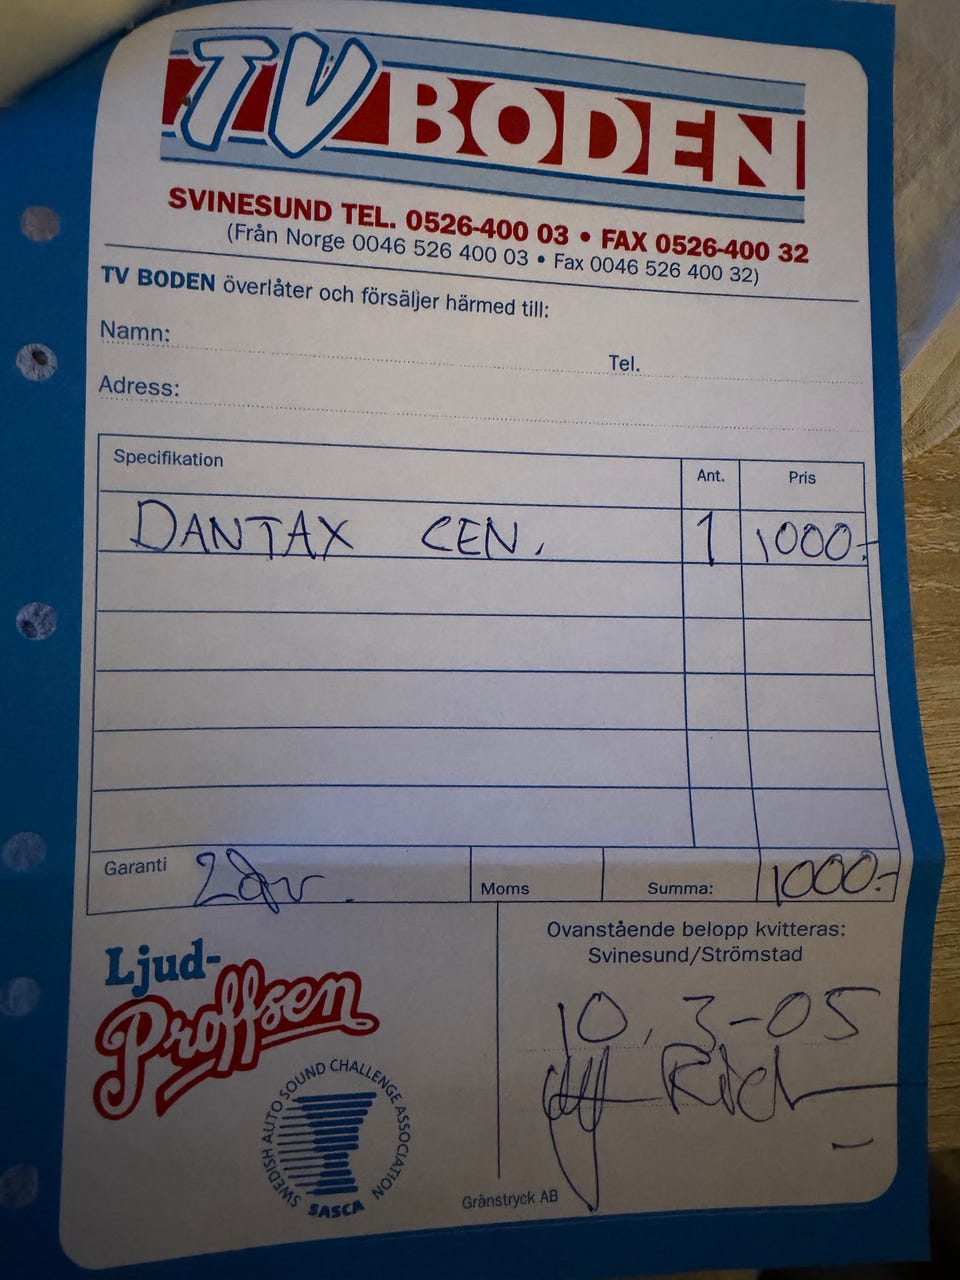 TV BODEN
SVINESUND TEL. 0526-400 03 • FAX 0526-400 32
(Från Norge 0046 526 400 03 • Fax 0046 526 400 32)
TV BODEN överlåter och försäljer härmed till:
Namn: Tel.
Adress:
Specifikation Ant. Pris
DANTAX CEN. 1 1000:-
Garanti 2 Moms Summa: 1000:-
Ljud-
Proffsen
SWEDISH AUTO SOUND CHALLENGE ASSOCIATION
SASCA
Ovanstående belopp kvitteras:
Svinesund/Strömstad
10, 3-05
Gränstryck AB